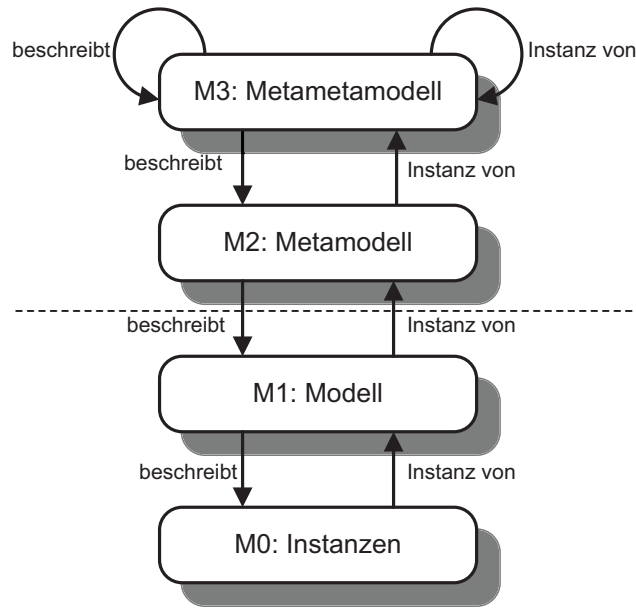 beschreibt
Instanz von
M3: Metametamodell
beschreibt
Instanz von
M2: Metamodell
beschreibt
Instanz von
M1: Modell
beschreibt
Instanz von
M0: Instanzen